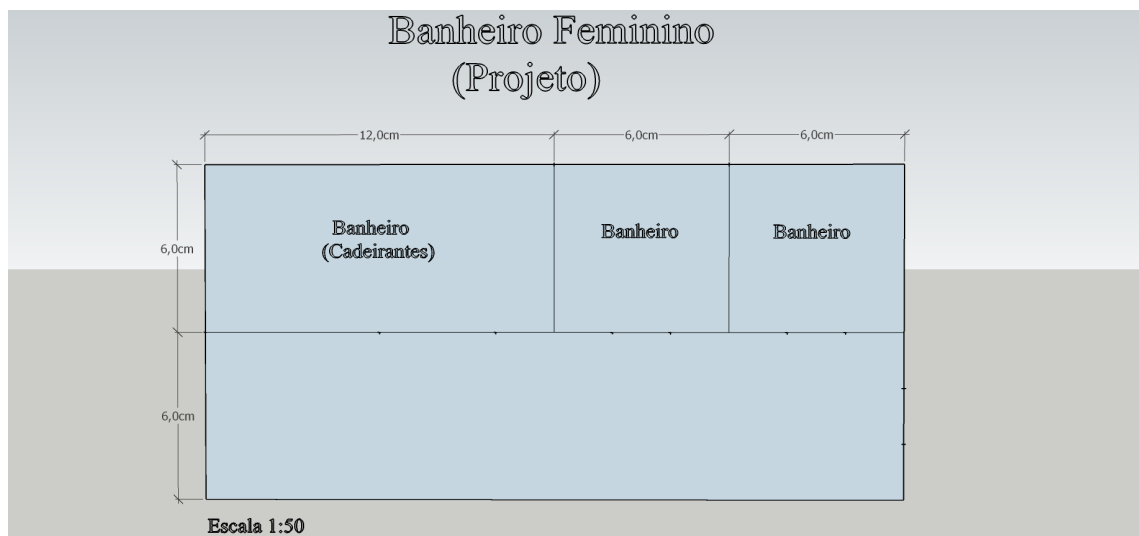 Banheiro Feminino
(Projeto)
12,0cm
6,0cm
6,0cm
6,0cm
Banheiro
(Cadeirantes)
Banheiro
Banheiro
6,0cm
Escala 1:50